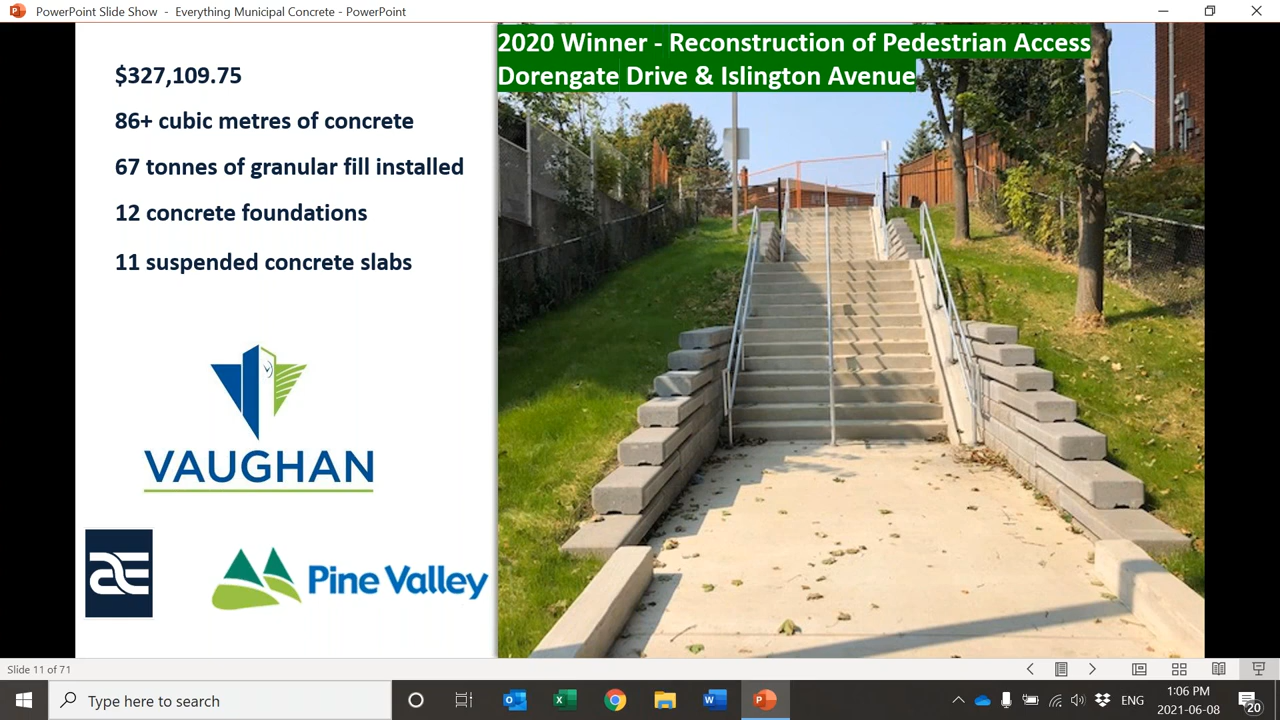 PowerPoint Slide Show - Everything Municipal Concrete - PowerPoint
2020 Winner - Reconstruction of Pedestrian Access
Dorengate Drive & Islington Avenue
$327,109.75
86+ cubic metres of concrete
67 tonnes of granular fill installed
12 concrete foundations
11 suspended concrete slabs
VAUGHAN
Pine Valley
Slide 11 of 71
Type here to search
ENG
1:06 PM
2021-06-08
20